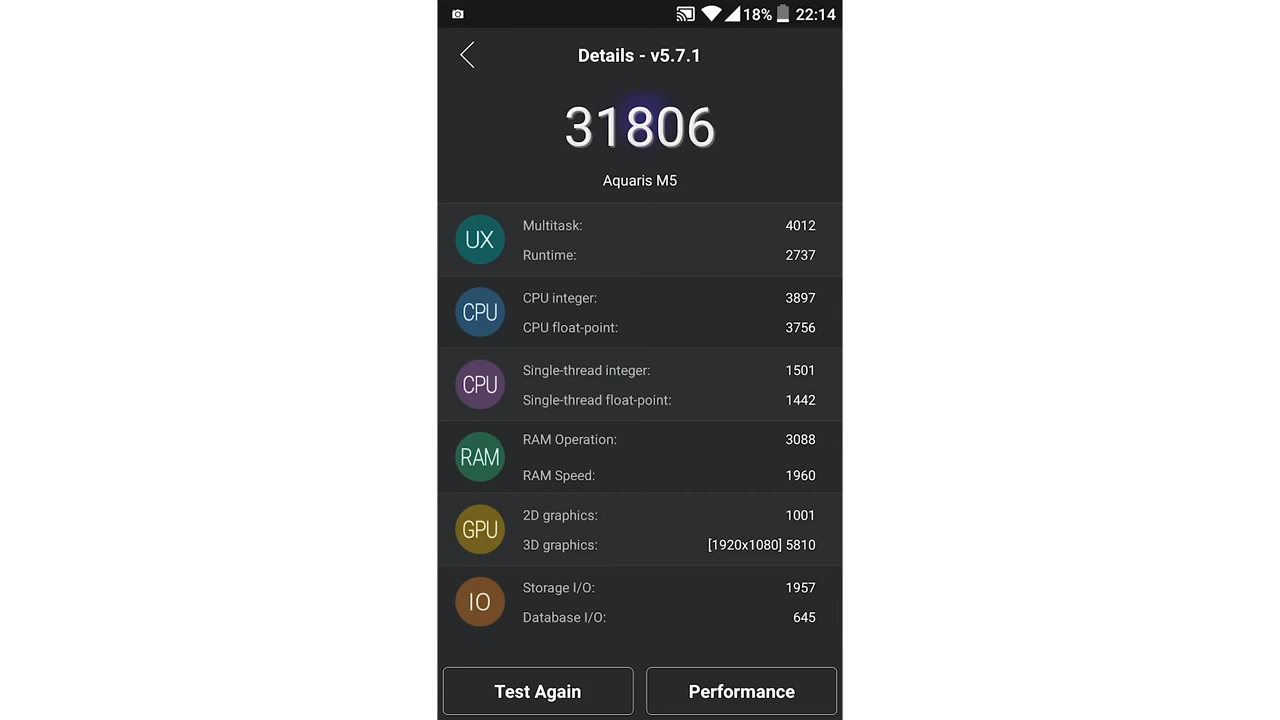 18% 22:14
Details - v5.7.1
31806
Aquaris M5
UX
Multitask: 4012
Runtime: 2737
CPU
CPU integer: 3897
CPU float-point: 3756
CPU
Single-thread integer: 1501
Single-thread float-point: 1442
RAM
RAM Operation: 3088
RAM Speed: 1960
GPU
2D graphics: 1001
3D graphics: [1920x1080] 5810
IO
Storage I/O: 1957
Database I/O: 645
Test Again Performance